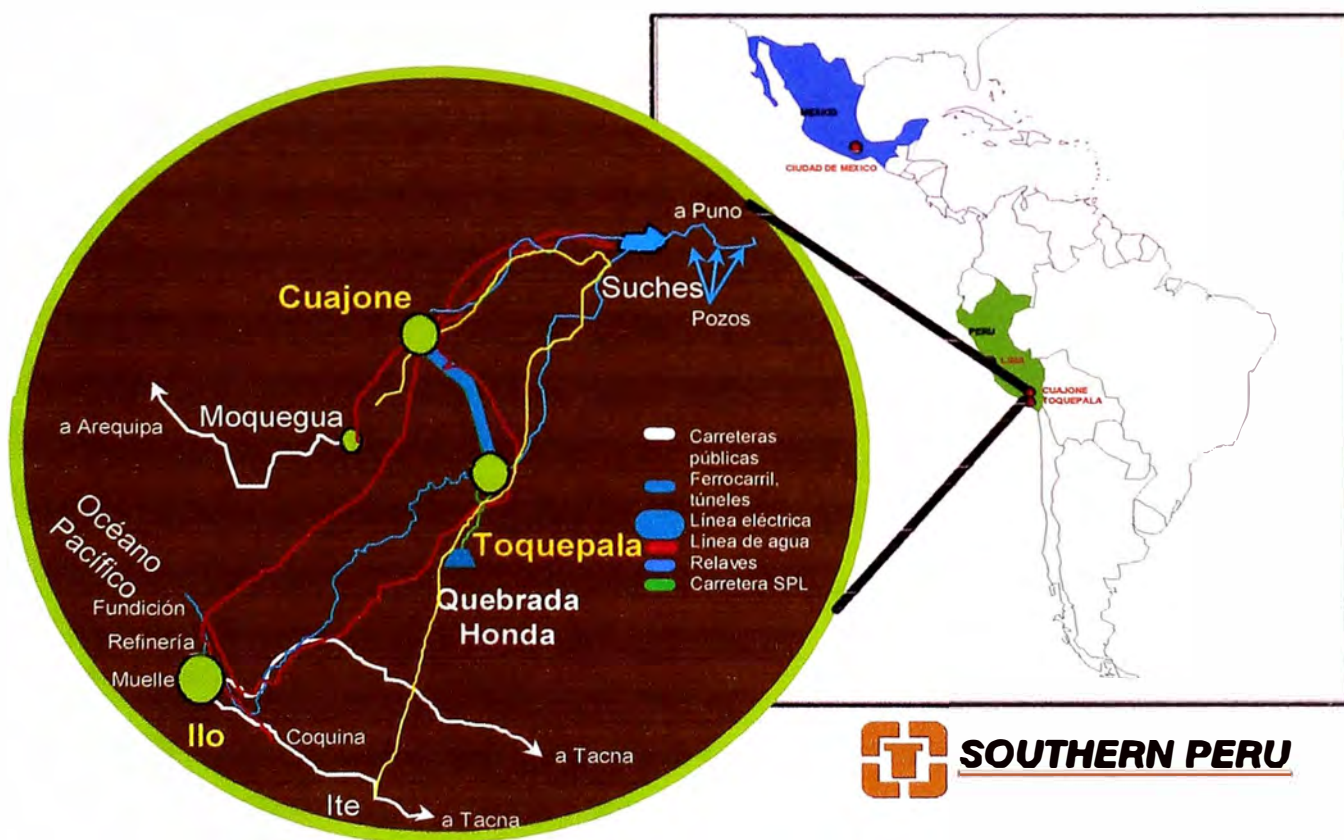 MEXICO
CIUDAD DE MEXICO
PERU
LIMA
CUAJONE
TOQUEPALA
a Puno
Cuajone
Suches
Pozos
Moquegua
a Arequipa
Océano
Pacífico
Fundición
Refinería
Muelle
Ilo
Toquepala
Quebrada
Honda
Coquina
a Tacna
Ite
a Tacna
Carreteras
públicas
Ferrocarril,
túneles
Línea eléctrica
Linea de agua
Relaves
Carretera SPL
SOUTHERN PERU